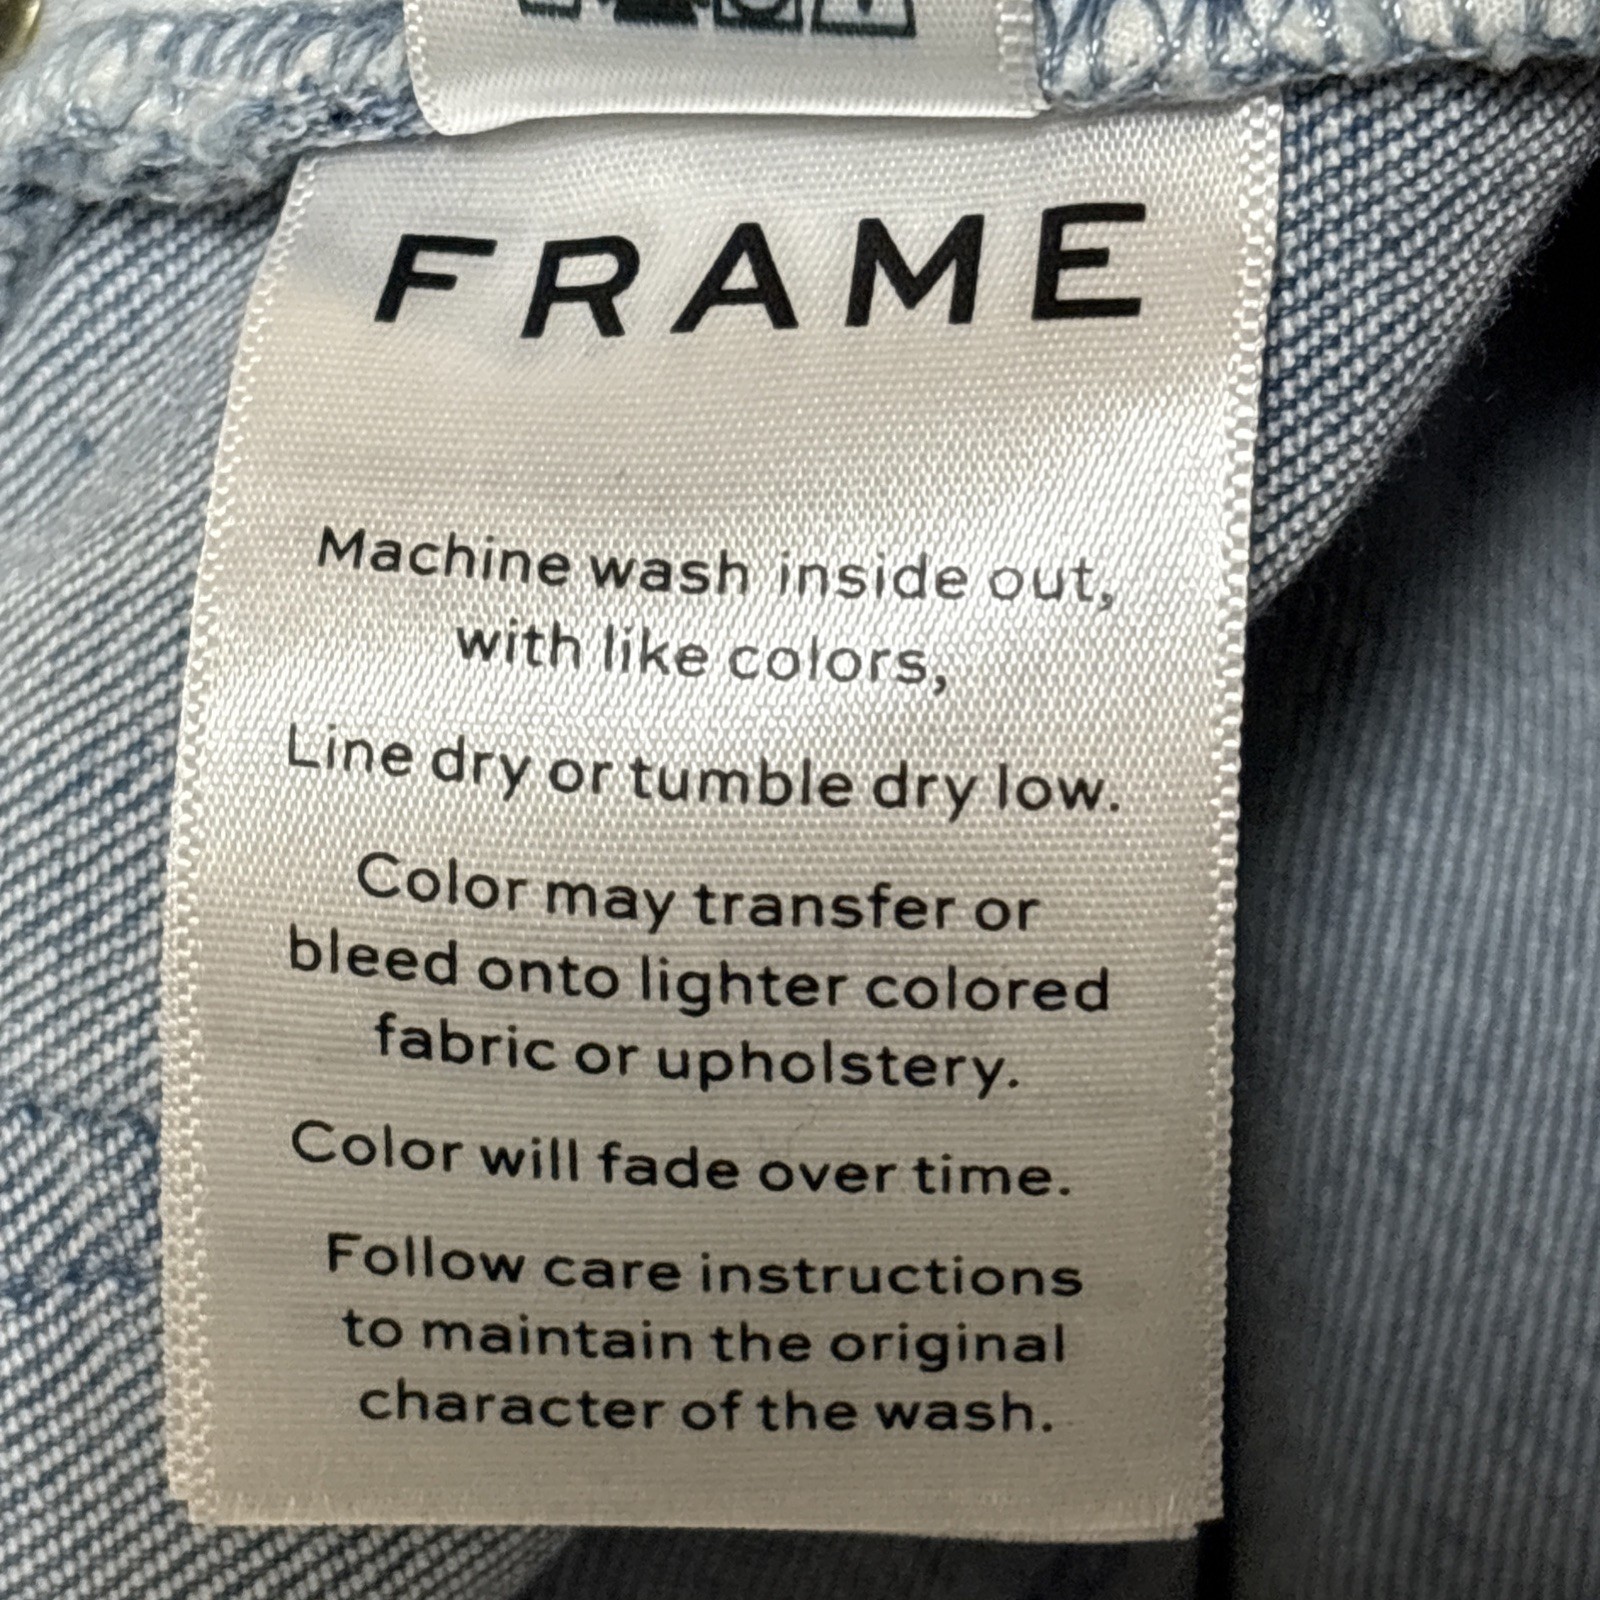 FRAME
Machine wash inside out,
with like colors,
Line dry or tumble dry low.
Color may transfer or
bleed onto lighter colored
fabric or upholstery.
Color will fade over time.
Follow care instructions
to maintain the original
character of the wash.